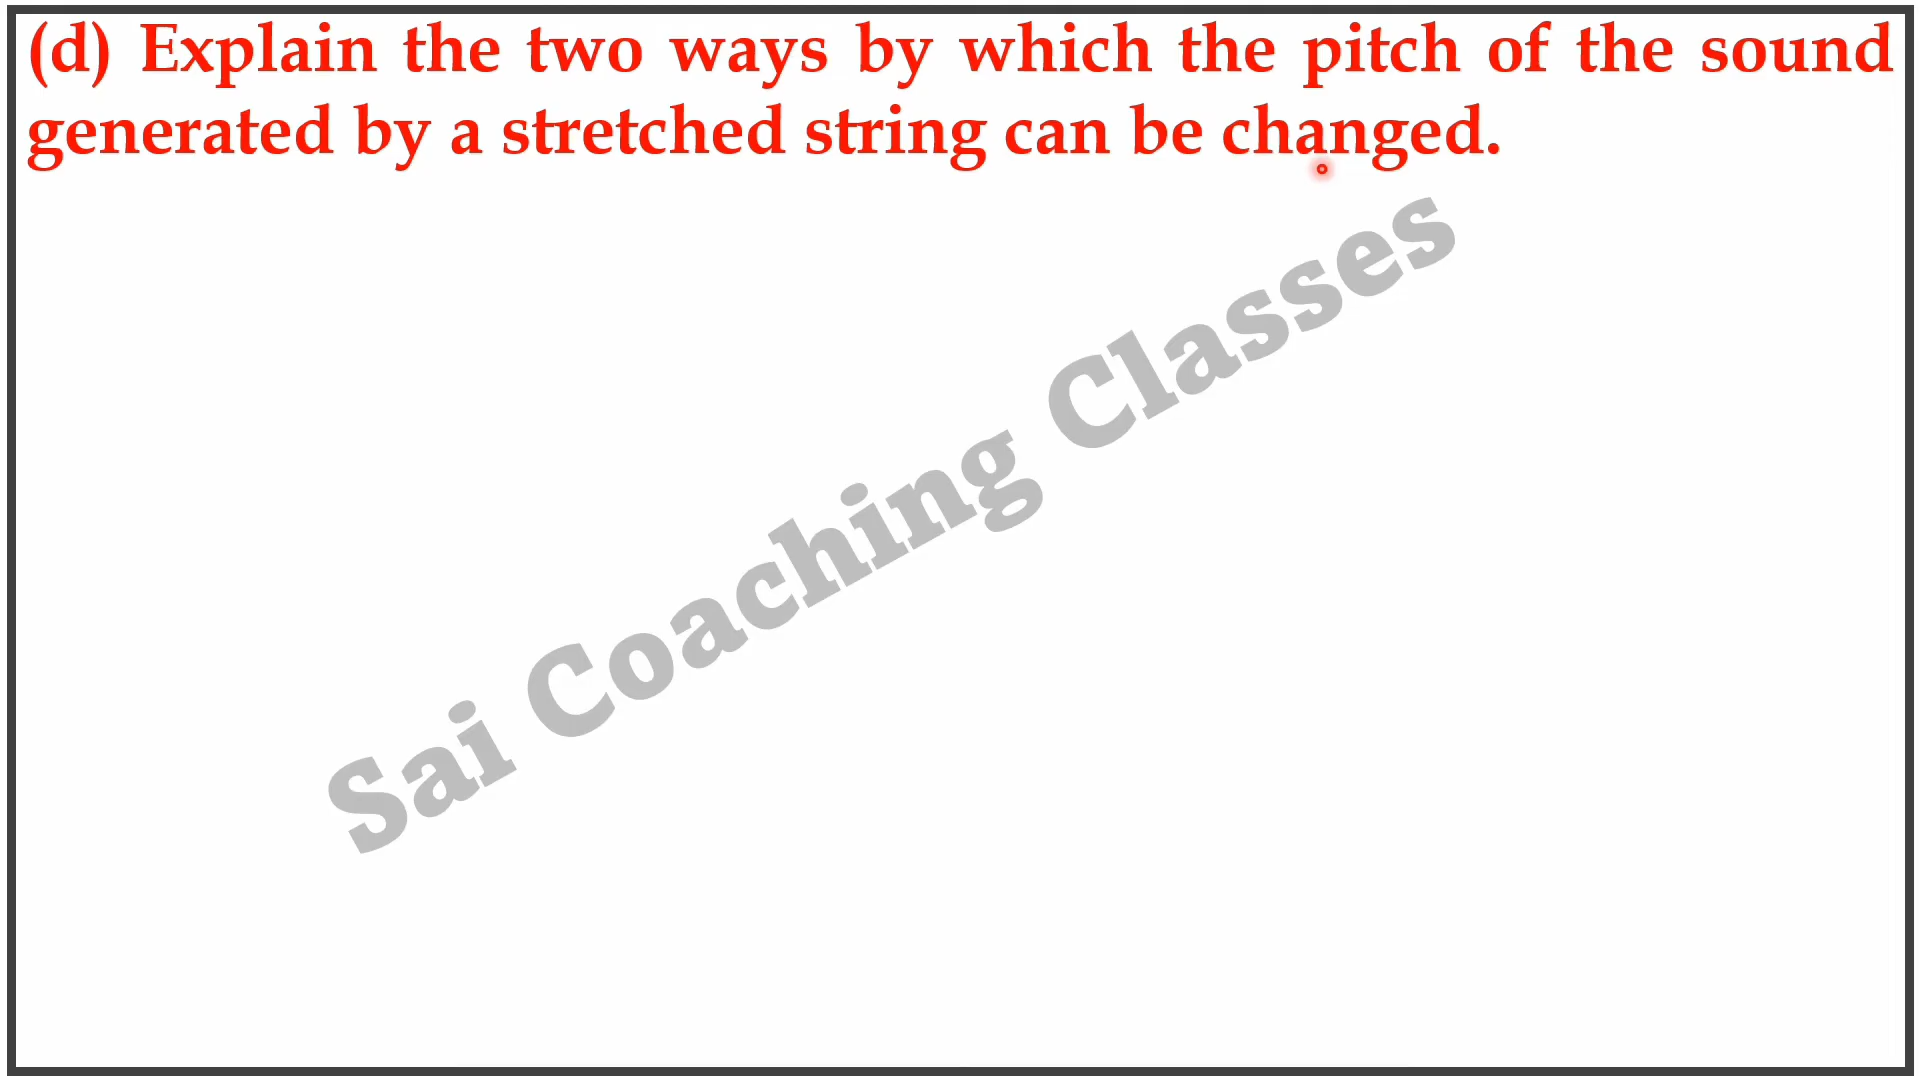 (d) Explain the two ways by which the pitch of the sound
generated by a stretched string can be changed.
Sai Coaching Classes